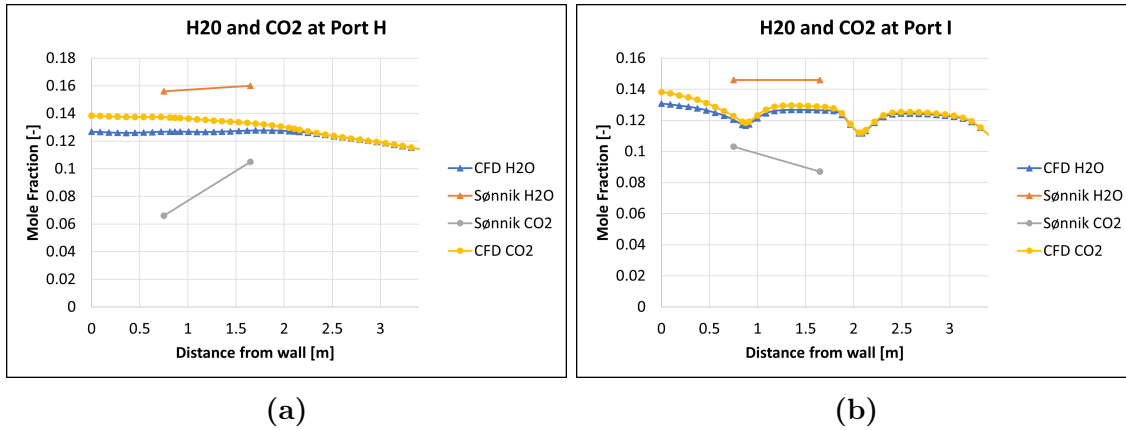 H20 and CO2 at Port H
0.18
0.16
0.14
0.12
0.1
0.08
0.06
0.04
0.02
0
Mole Fraction [-]
0 0.5 1 1.5 2 2.5 3
Distance from wall [m]
CFD H2O
Sønnik H2O
Sønnik CO2
CFD CO2
(a)
H20 and CO2 at Port I
0.16
0.14
0.12
0.1
0.08
0.06
0.04
0.02
0
Mole Fraction [-]
0 0.5 1 1.5 2 2.5 3
Distance from wall [m]
CFD H2O
Sønnik H2O
Sønnik CO2
CFD CO2
(b)